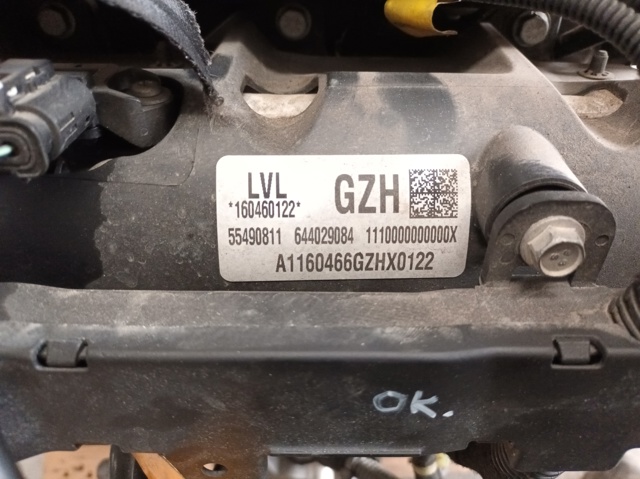 LVL GZH
*160460122*
55490811 644029084 1110000000000X
A1160466GZHX0122
OK.